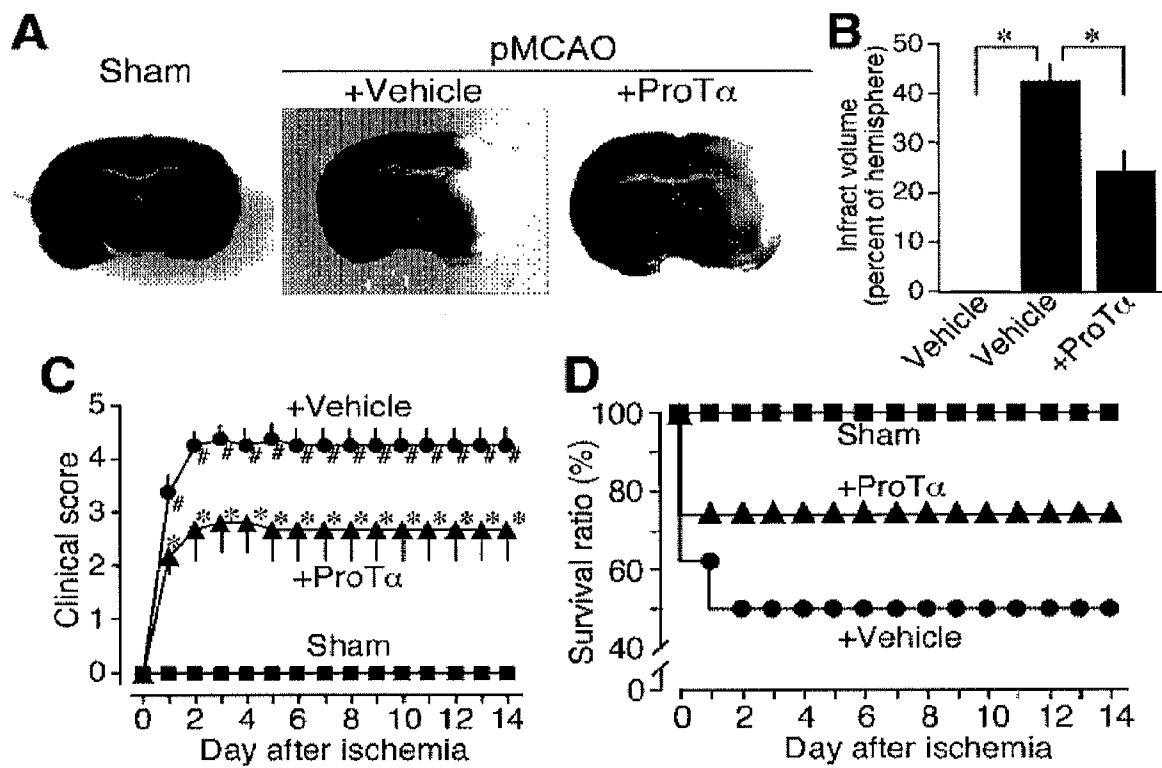 A
Sham
pMCAO
+Vehicle
+ProTα
B
Infract volume
(percent of hemisphere)
50
40
30
20
10
0
*
*
Vehicle
Vehicle
+ProTα
C
Clinical score
5
4
3
2
1
0
+Vehicle
# # # # # # # # # # # # # #
* * * * * * * * * * * * * *
+ProTα
Sham
0 2 4 6 8 10 12 14
Day after ischemia
D
Survival ratio (%)
100
80
60
40
0
Sham
+ProTα
+Vehicle
0 2 4 6 8 10 12 14
Day after ischemia